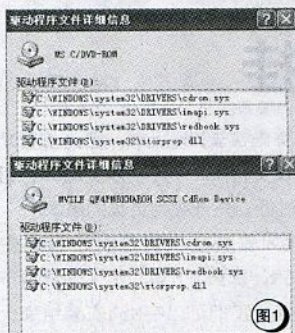 驱动程序文件详细信息
MS C/DVD-ROM
驱动程序文件(D):
C:\WINDOWS\system32\DRIVERS\cdrom.sys
C:\WINDOWS\system32\DRIVERS\imapi.sys
C:\WINDOWS\system32\DRIVERS\redbook.sys
C:\WINDOWS\system32\storprop.dll
驱动程序文件详细信息
SCSI CdRom Device
驱动程序文件(D):
C:\WINDOWS\system32\DRIVERS\cdrom.sys
C:\WINDOWS\system32\DRIVERS\imapi.sys
C:\WINDOWS\system32\DRIVERS\redbook.sys
C:\WINDOWS\system32\storprop.dll
图1